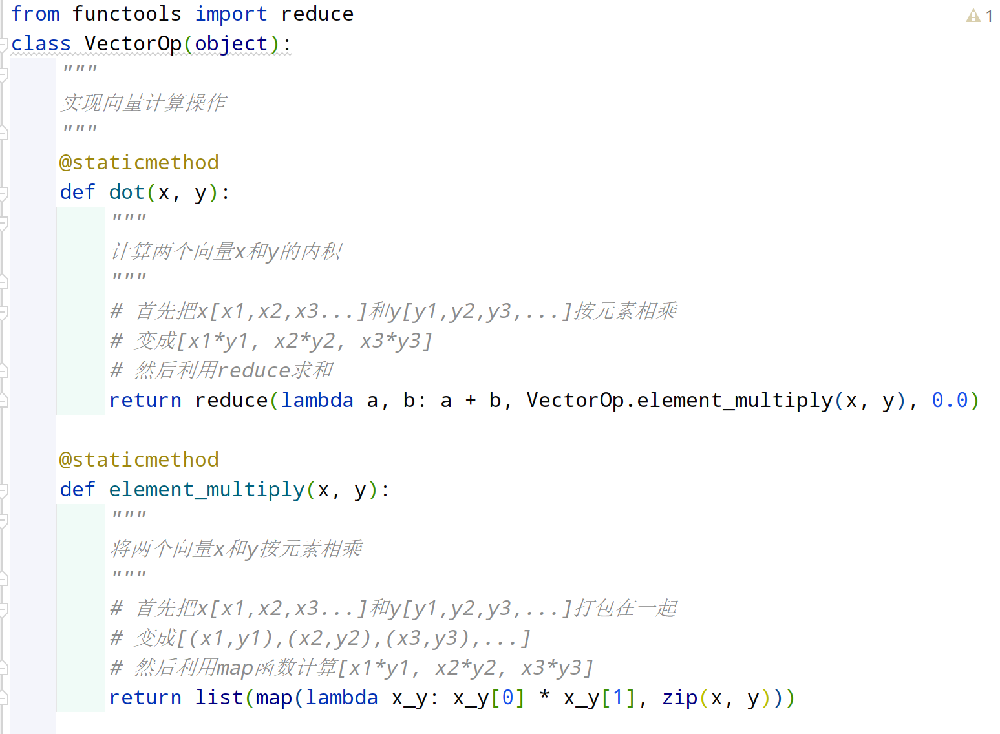 from functools import reduce
1
class VectorOp(object):
    """
    实现向量计算操作
    """
    @staticmethod
    def dot(x, y):
        """
        计算两个向量x和y的内积
        """
        # 首先把x[x1,x2,x3...]和y[y1,y2,y3,...]按元素相乘
        # 变成[x1*y1, x2*y2, x3*y3]
        # 然后利用reduce求和
        return reduce(lambda a, b: a + b, VectorOp.element_multiply(x, y), 0.0)

    @staticmethod
    def element_multiply(x, y):
        """
        将两个向量x和y按元素相乘
        """
        # 首先把x[x1,x2,x3...]和y[y1,y2,y3,...]打包在一起
        # 变成[(x1,y1),(x2,y2),(x3,y3),...]
        # 然后利用map函数计算[x1*y1, x2*y2, x3*y3]
        return list(map(lambda x_y: x_y[0] * x_y[1], zip(x, y)))